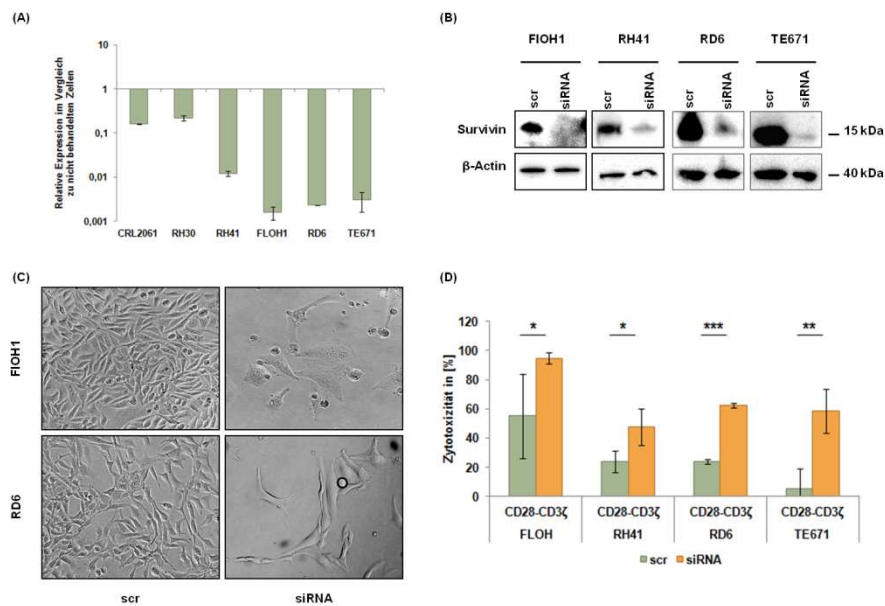 (A)
Relative Expression im Vergleich
zu nicht behandelten Zellen
10
1
0,1
0,01
0,001
CRL2061 RH30 RH41 FLOH1 RD6 TE671
(B)
FlOH1 RH41 RD6 TE671
scr siRNA scr siRNA scr siRNA scr siRNA
Survivin 15 kDa
β-Actin 40 kDa
(C)
FlOH1
RD6
scr siRNA
(D)
Zytotoxizität in [%]
120
100
80
60
40
20
0
* * *** **
CD28-CD3ζ CD28-CD3ζ CD28-CD3ζ CD28-CD3ζ
FLOH RH41 RD6 TE671
scr siRNA